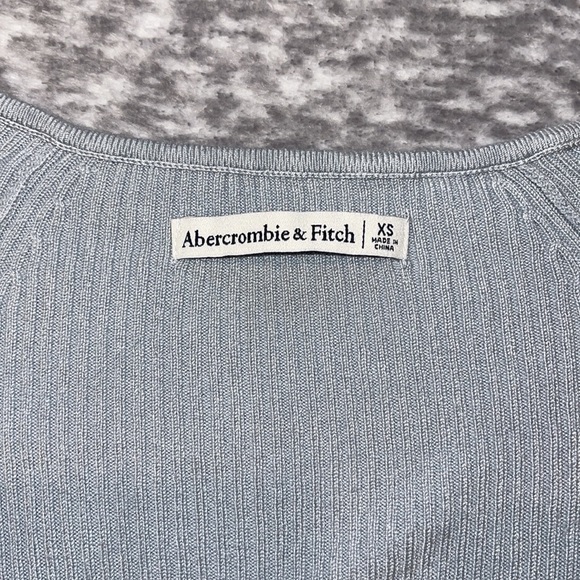 Abercrombie & Fitch
XS
MADE IN
CHINA